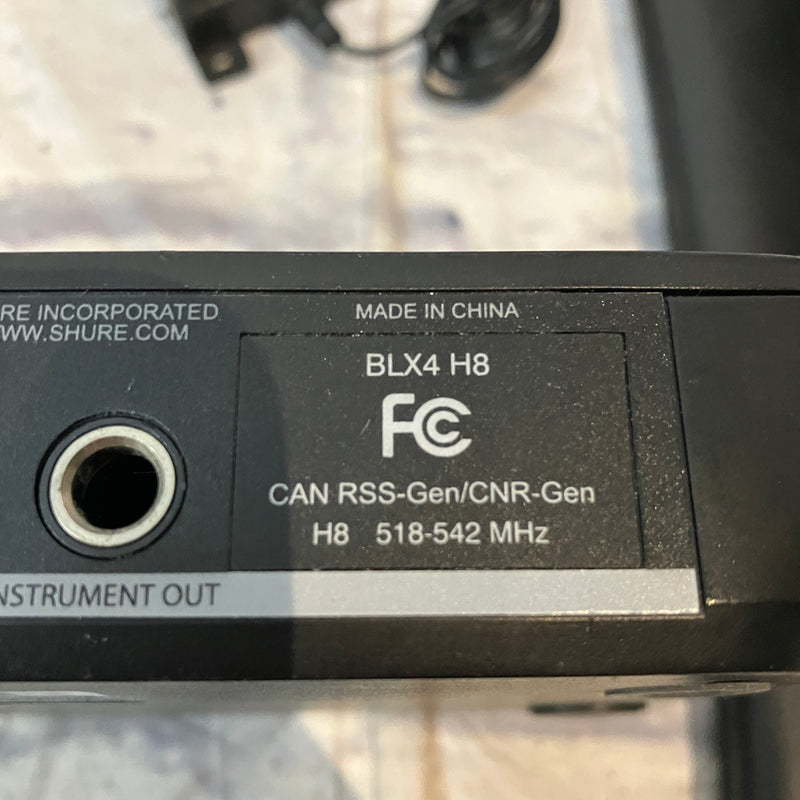 RE INCORPORATED
WW.SHURE.COM
MADE IN CHINA
BLX4 H8
FC
CAN RSS-Gen/CNR-Gen
H8 518-542 MHz
NSTRUMENT OUT